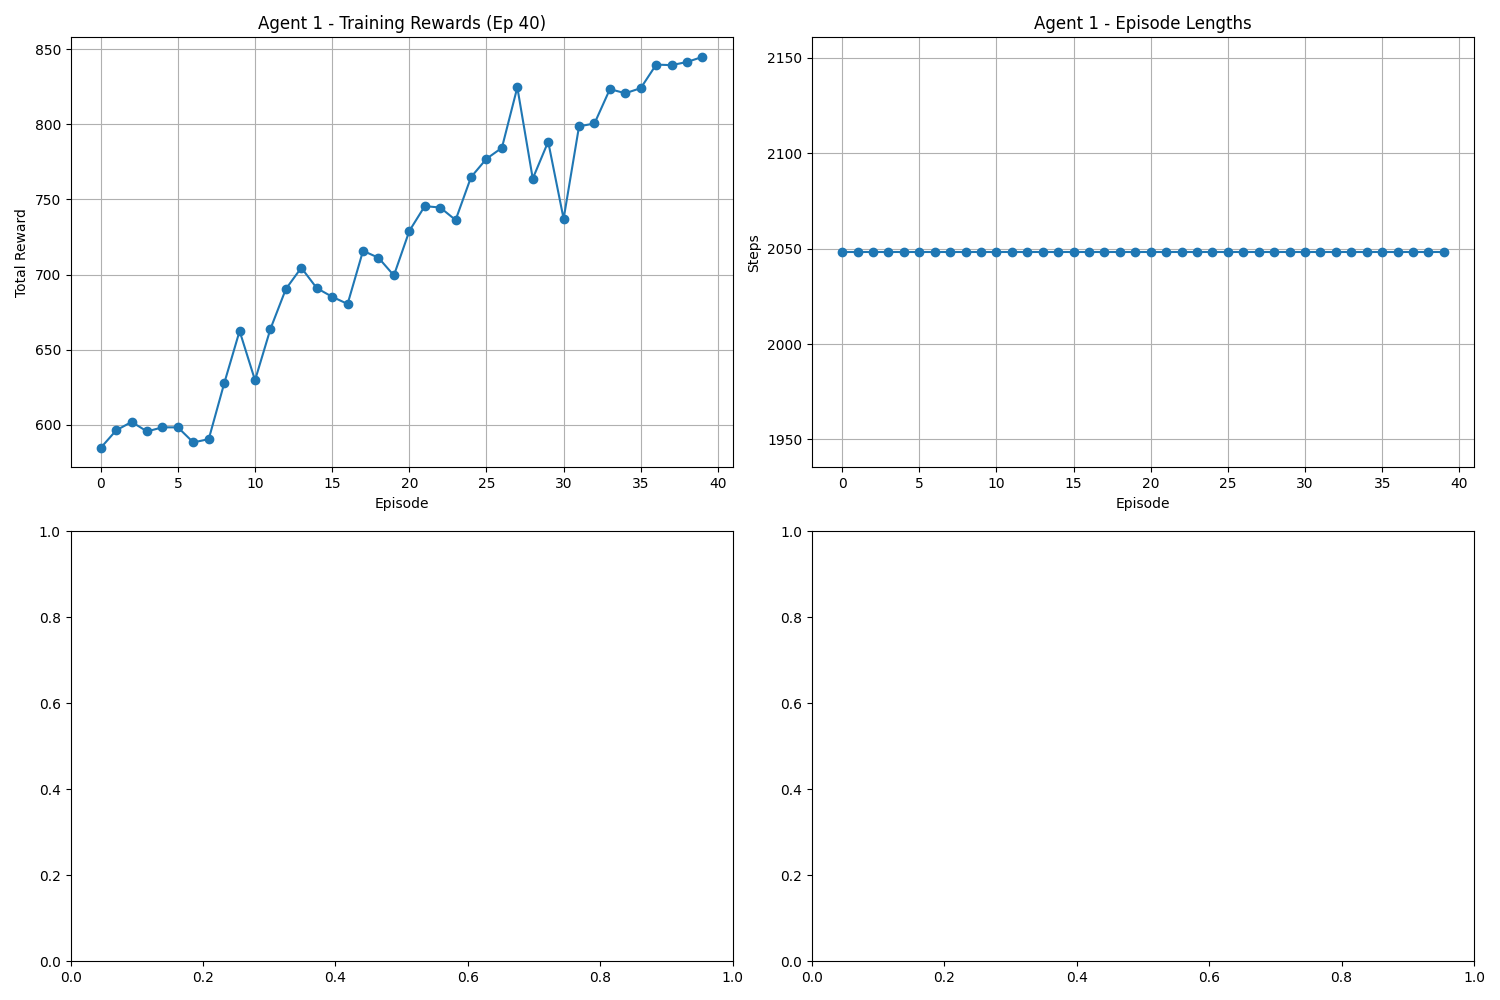 Agent 1 - Training Rewards (Ep 40)
Total Reward
850
800
750
700
650
600
0 5 10 15 20 25 30 35 40
Episode
Agent 1 - Episode Lengths
Steps
2150
2100
2050
2000
1950
0 5 10 15 20 25 30 35 40
Episode
1.0
0.8
0.6
0.4
0.2
0.0
0.0 0.2 0.4 0.6 0.8 1.0
1.0
0.8
0.6
0.4
0.2
0.0
0.0 0.2 0.4 0.6 0.8 1.0